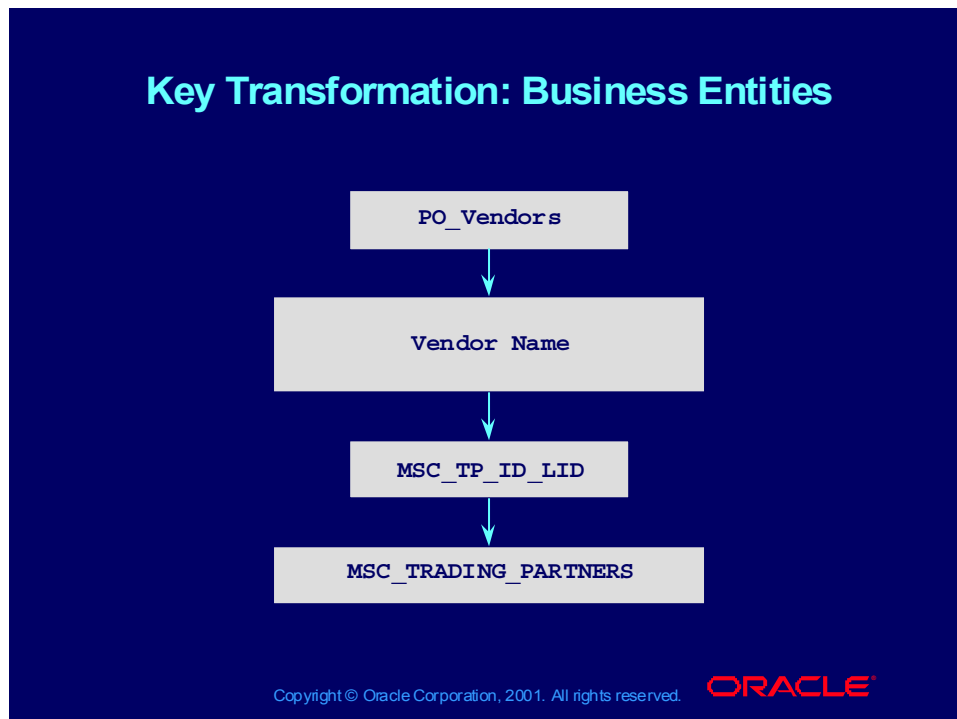 Key Transformation: Business Entities
PO_Vendors
Vendor Name
MSC_TP_ID_LID
MSC_TRADING_PARTNERS
Copyright © Oracle Corporation, 2001. All rights reserved.
ORACLE®